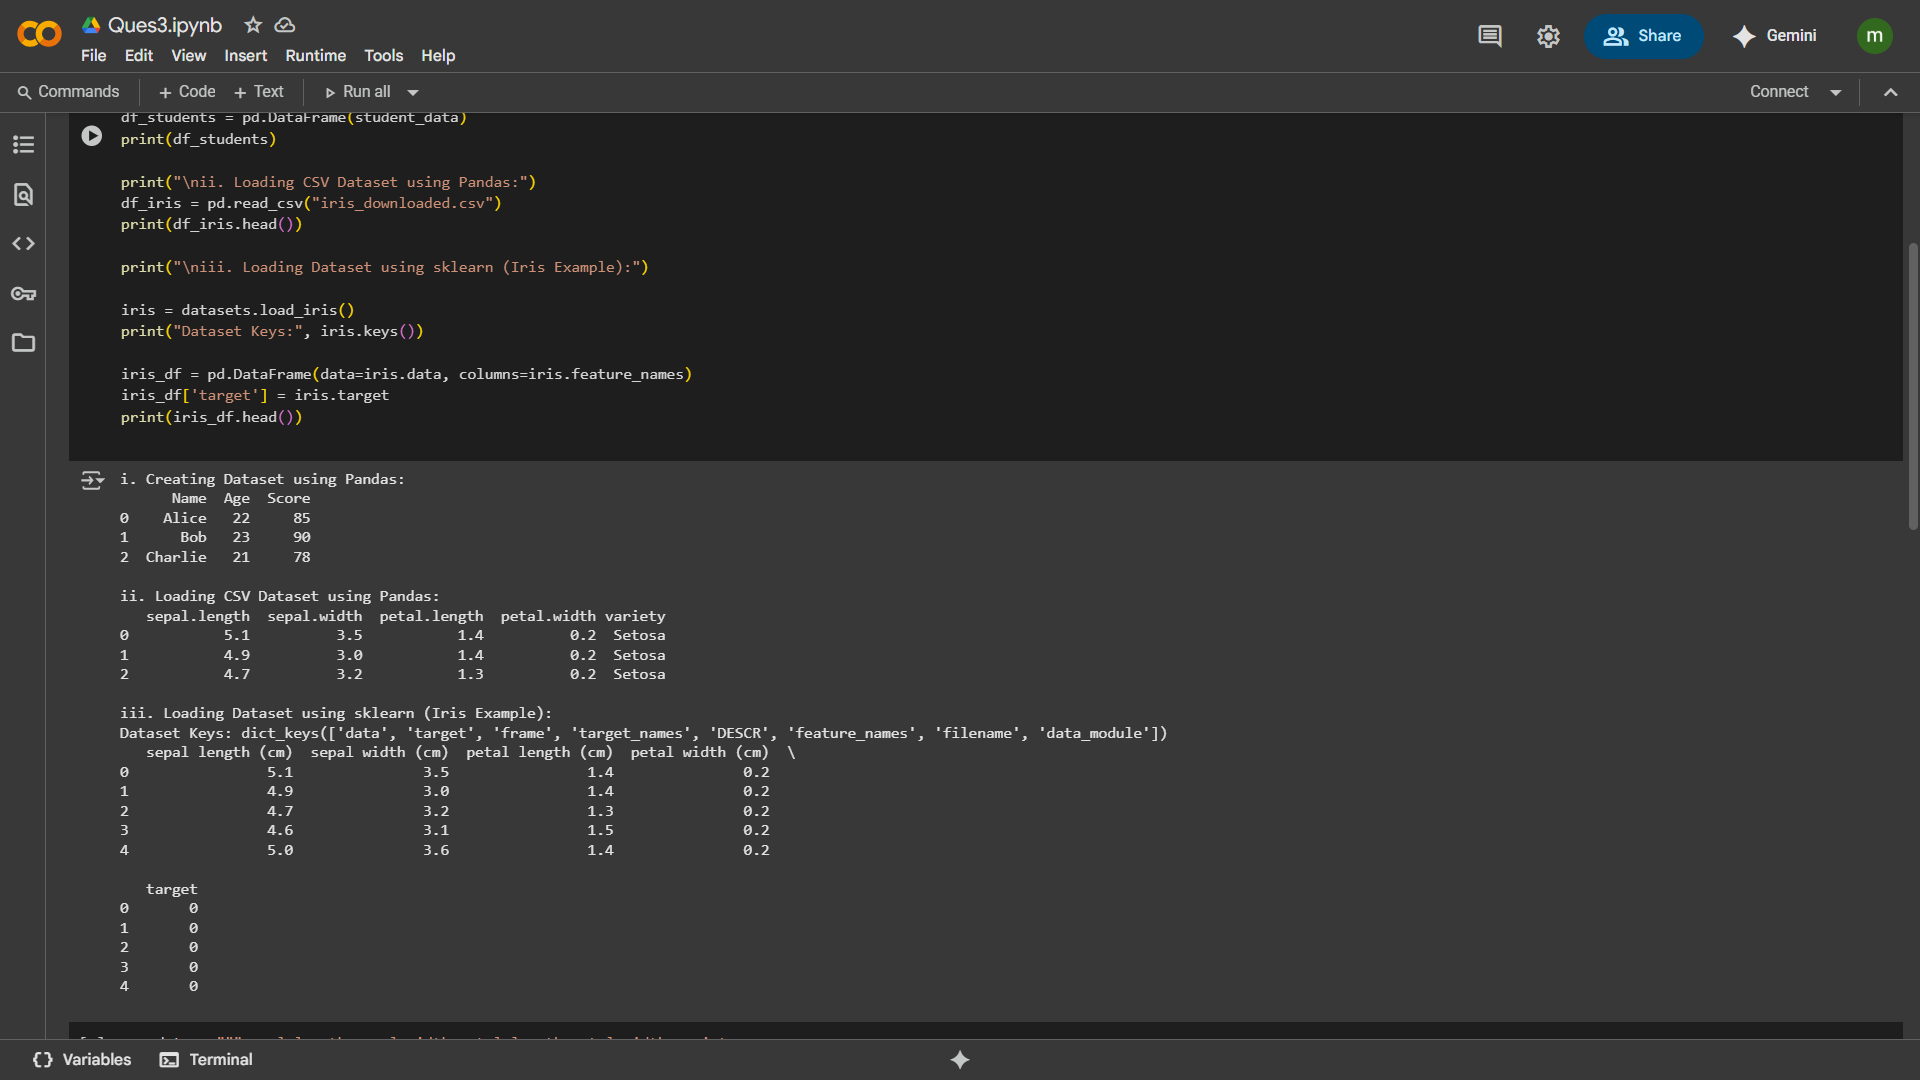 Ques3.ipynb
File Edit View Insert Runtime Tools Help
Share
Gemini
m
Commands + Code + Text Run all
Connect
df_students = pd.DataFrame(student_data)
print(df_students)
print("\nii. Loading CSV Dataset using Pandas:")
df_iris = pd.read_csv("iris_downloaded.csv")
print(df_iris.head())
print("\niii. Loading Dataset using sklearn (Iris Example):")
iris = datasets.load_iris()
print("Dataset Keys:", iris.keys())
iris_df = pd.DataFrame(data=iris.data, columns=iris.feature_names)
iris_df['target'] = iris.target
print(iris_df.head())
i. Creating Dataset using Pandas:
Name Age Score
0 Alice 22 85
1 Bob 23 90
2 Charlie 21 78
ii. Loading CSV Dataset using Pandas:
sepal.length sepal.width petal.length petal.width variety
0 5.1 3.5 1.4 0.2 Setosa
1 4.9 3.0 1.4 0.2 Setosa
2 4.7 3.2 1.3 0.2 Setosa
iii. Loading Dataset using sklearn (Iris Example):
Dataset Keys: dict_keys(['data', 'target', 'frame', 'target_names', 'DESCR', 'feature_names', 'filename', 'data_module'])
sepal length (cm) sepal width (cm) petal length (cm) petal width (cm) \
0 5.1 3.5 1.4 0.2
1 4.9 3.0 1.4 0.2
2 4.7 3.2 1.3 0.2
3 4.6 3.1 1.5 0.2
4 5.0 3.6 1.4 0.2
target
0 0
1 0
2 0
3 0
4 0
Variables Terminal